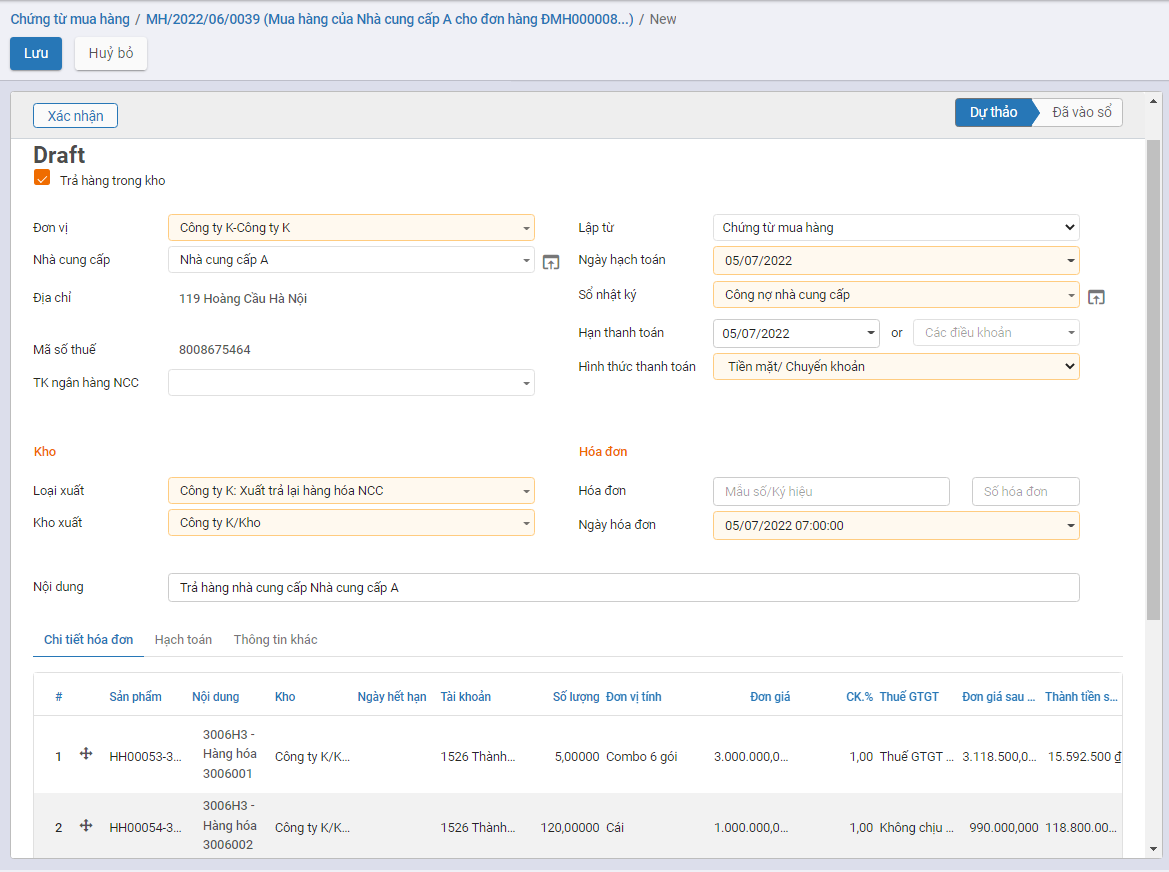 Chứng từ mua hàng / MH/2022/06/0039 (Mua hàng của Nhà cung cấp A cho đơn hàng ĐMH000008...) / New
Lưu Huỷ bỏ
Xác nhận Dự thảo Đã vào sổ
Draft
Trả hàng trong kho
Đơn vị Công ty K-Công ty K Lập từ Chứng từ mua hàng
Nhà cung cấp Nhà cung cấp A Ngày hạch toán 05/07/2022
Địa chỉ 119 Hoàng Cầu Hà Nội Sổ nhật ký Công nợ nhà cung cấp
Hạn thanh toán 05/07/2022 or Các điều khoản
Mã số thuế 8008675464 Hình thức thanh toán Tiền mặt/ Chuyển khoản
TK ngân hàng NCC
Kho Hóa đơn
Loại xuất Công ty K: Xuất trả lại hàng hóa NCC Hóa đơn Mẫu số/Ký hiệu Số hóa đơn
Kho xuất Công ty K/Kho Ngày hóa đơn 05/07/2022 07:00:00
Nội dung Trả hàng nhà cung cấp Nhà cung cấp A
Chi tiết hóa đơn Hạch toán Thông tin khác
# Sản phẩm Nội dung Kho Ngày hết hạn Tài khoản Số lượng Đơn vị tính Đơn giá CK.% Thuế GTGT Đơn giá sau ... Thành tiền s...
3006H3 -
1 HH00053-3... Hàng hóa Công ty K/K... 1526 Thành... 5,00000 Combo 6 gói 3.000.000,0... 1,00 Thuế GTGT ... 3.118.500,0... 15.592.500 ₫
3006001
3006H3 -
2 HH00054-3... Hàng hóa Công ty K/K... 1526 Thành... 120,00000 Cái 1.000.000,0... 1,00 Không chịu ... 990.000,000 118.800.00...
3006002